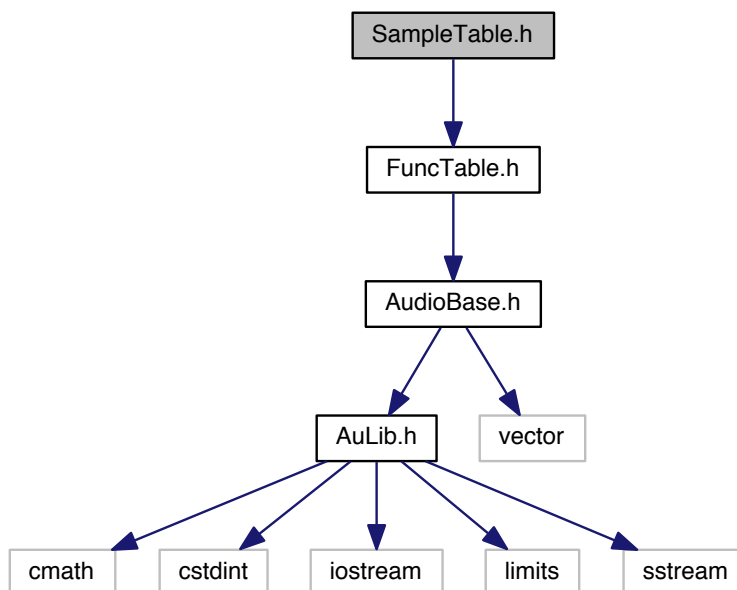 SampleTable.h
FuncTable.h
AudioBase.h
AuLib.h
vector
cmath
cstdint
iostream
limits
sstream